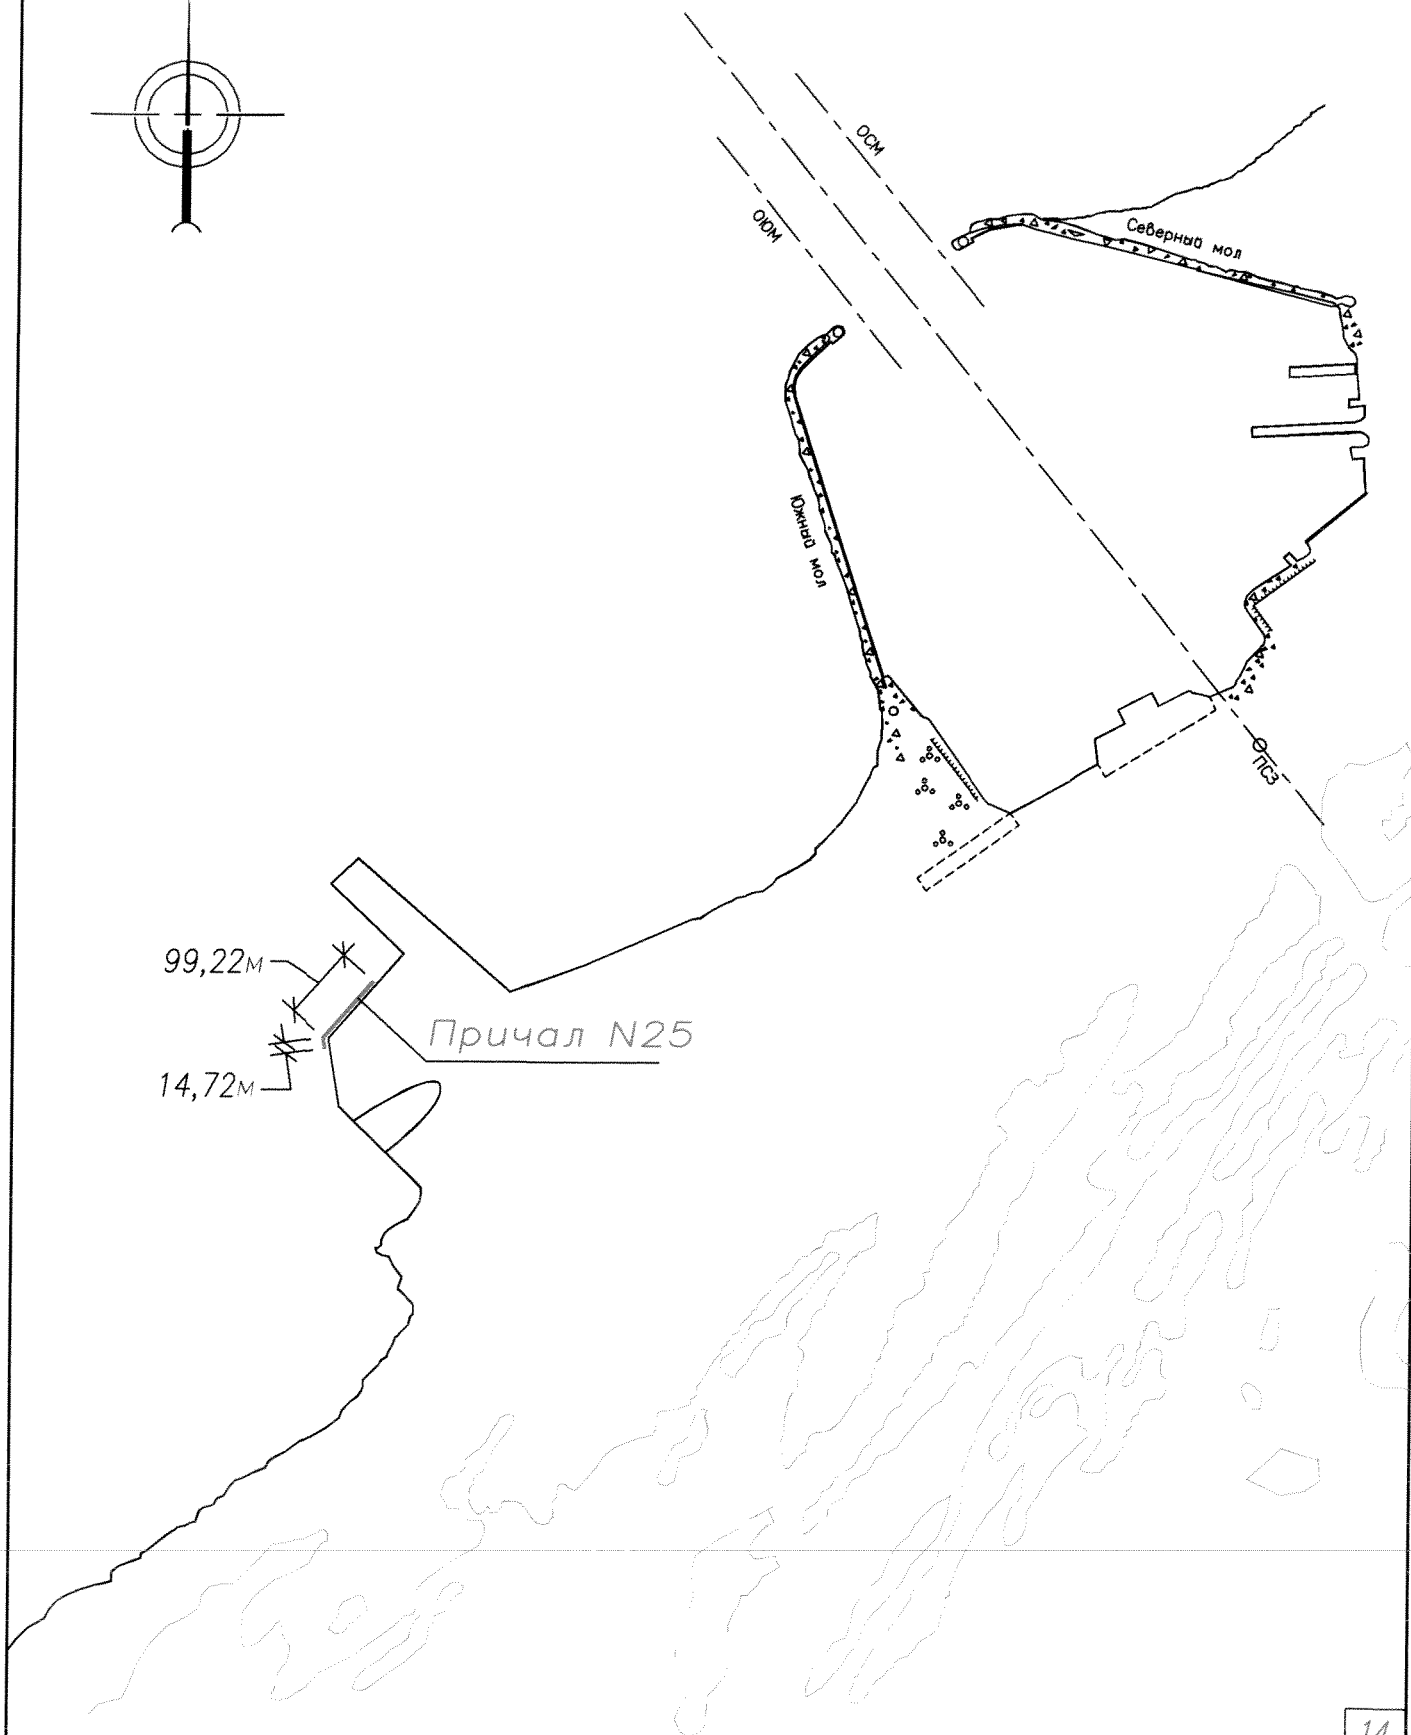 ОСМ
ОЮМ
Северный мол
Южный мол
ПСЗ
99,22м
Причал N25
14,72м
14